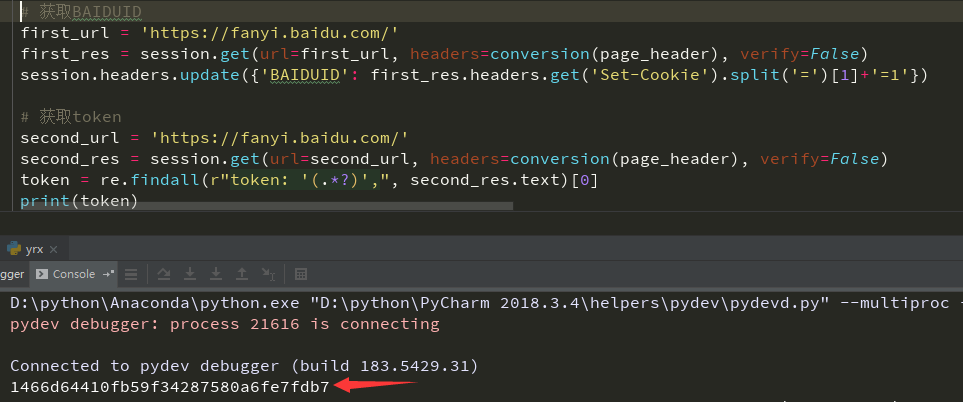 # 获取BAIDUID
first_url = 'https://fanyi.baidu.com/'
first_res = session.get(url=first_url, headers=conversion(page_header), verify=False)
session.headers.update({'BAIDUID': first_res.headers.get('Set-Cookie').split('=')[1]+'=1'})
# 获取token
second_url = 'https://fanyi.baidu.com/'
second_res = session.get(url=second_url, headers=conversion(page_header), verify=False)
token = re.findall(r"token: '(.*?)',", second_res.text)[0]
print(token)
yrx
gger Console
D:\python\Anaconda\python.exe "D:\python\PyCharm 2018.3.4\helpers\pydev\pydevd.py" --multiproc
pydev debugger: process 21616 is connecting
Connected to pydev debugger (build 183.5429.31)
1466d64410fb59f34287580a6fe7fdb7